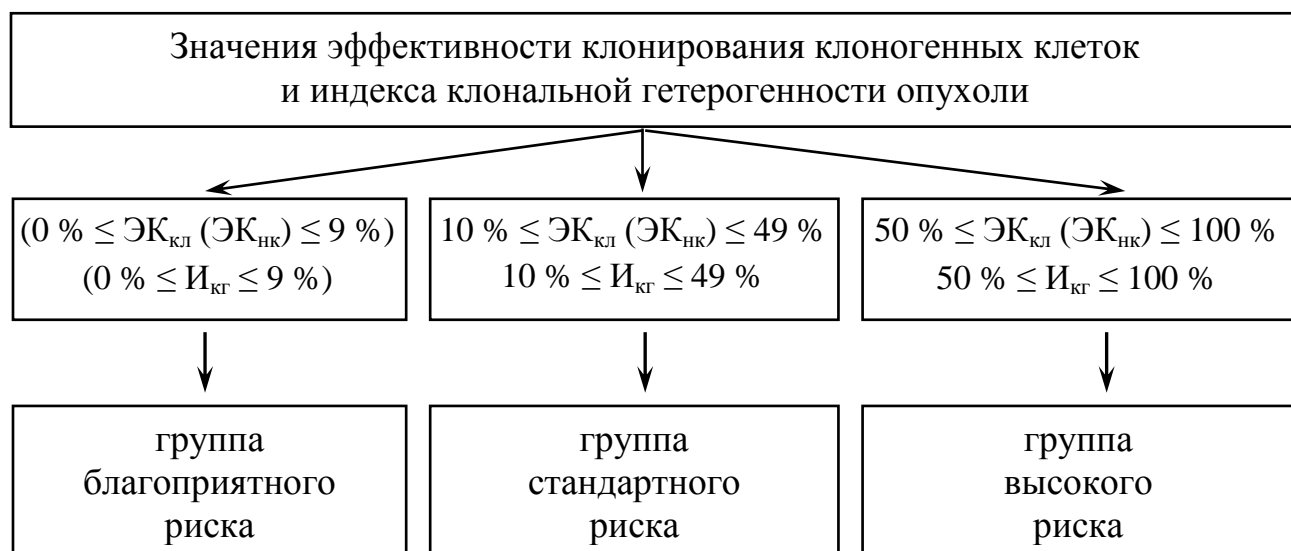 Значения эффективности клонирования клоногенных клеток
и индекса клональной гетерогенности опухоли
(0 % ≤ ЭКкл (ЭКнк) ≤ 9 %)
(0 % ≤ Икг ≤ 9 %)
10 % ≤ ЭКкл (ЭКнк) ≤ 49 %
10 % ≤ Икг ≤ 49 %
50 % ≤ ЭКкл (ЭКнк) ≤ 100 %
50 % ≤ Икг ≤ 100 %
группа
благоприятного
риска
группа
стандартного
риска
группа
высокого
риска